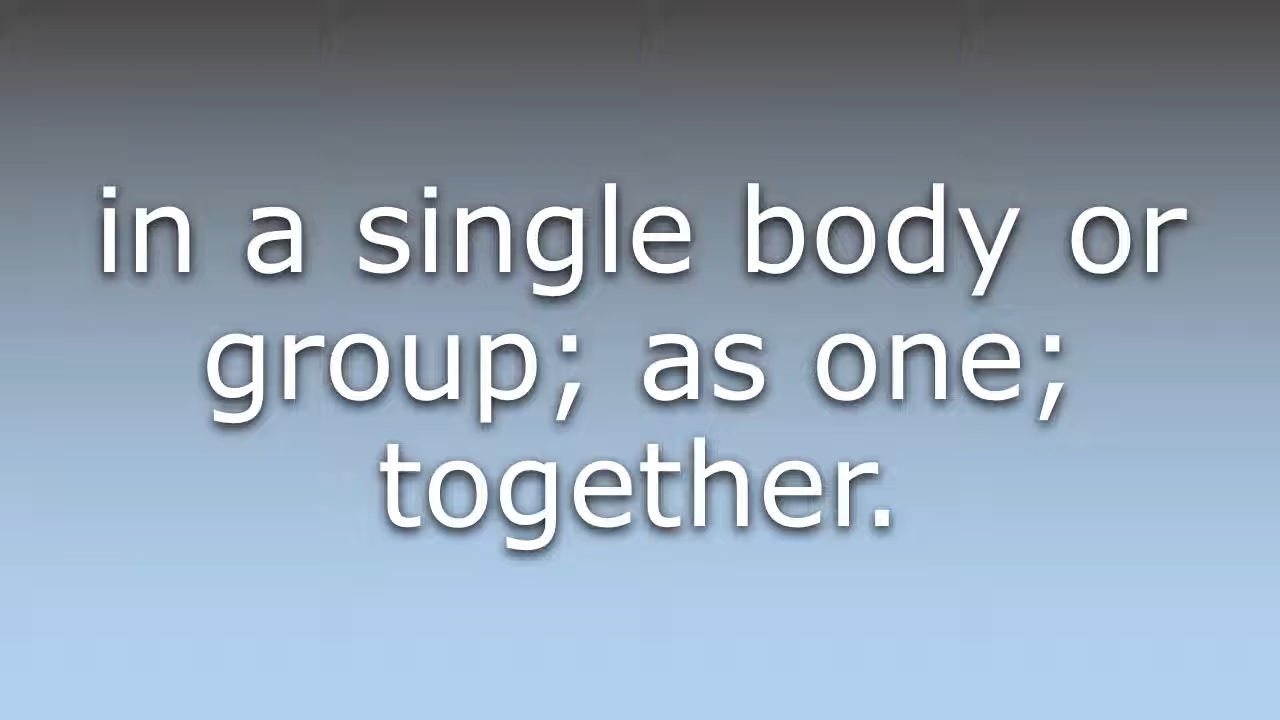 in a single body or
group; as one;
together.